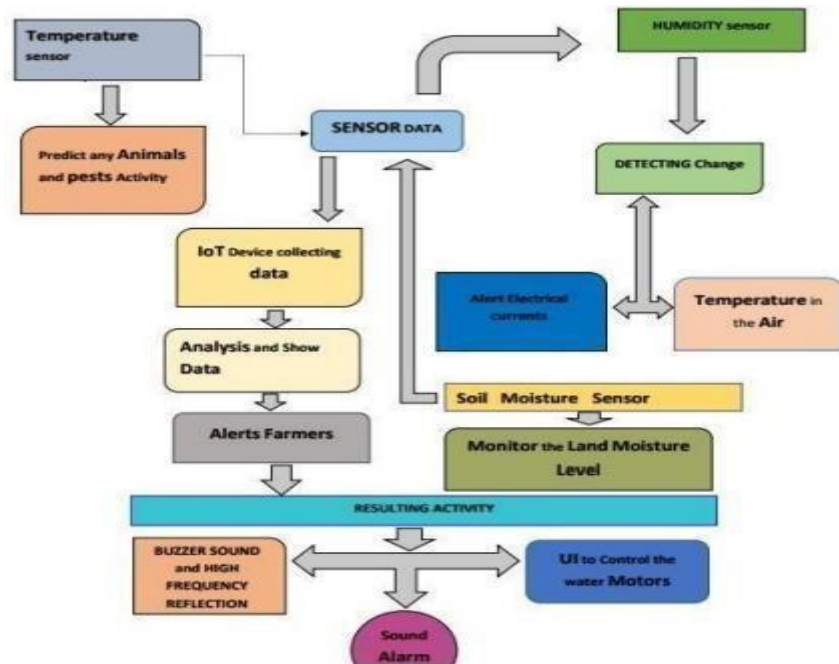 Temperature
sensor
HUMIDITY sensor
SENSOR DATA
Predict any Animals
and pests Activity
DETECTING Change
IoT Device collecting
data
Alert Electrical
currents
Temperature in
the Air
Analysis and Show
Data
Soil Moisture Sensor
Alerts Farmers
Monitor the Land Moisture
Level
RESULTING ACTIVITY
BUZZER SOUND
and HIGH
FREQUENCY
REFLECTION
UI to Control the
water Motors
Sound
Alarm